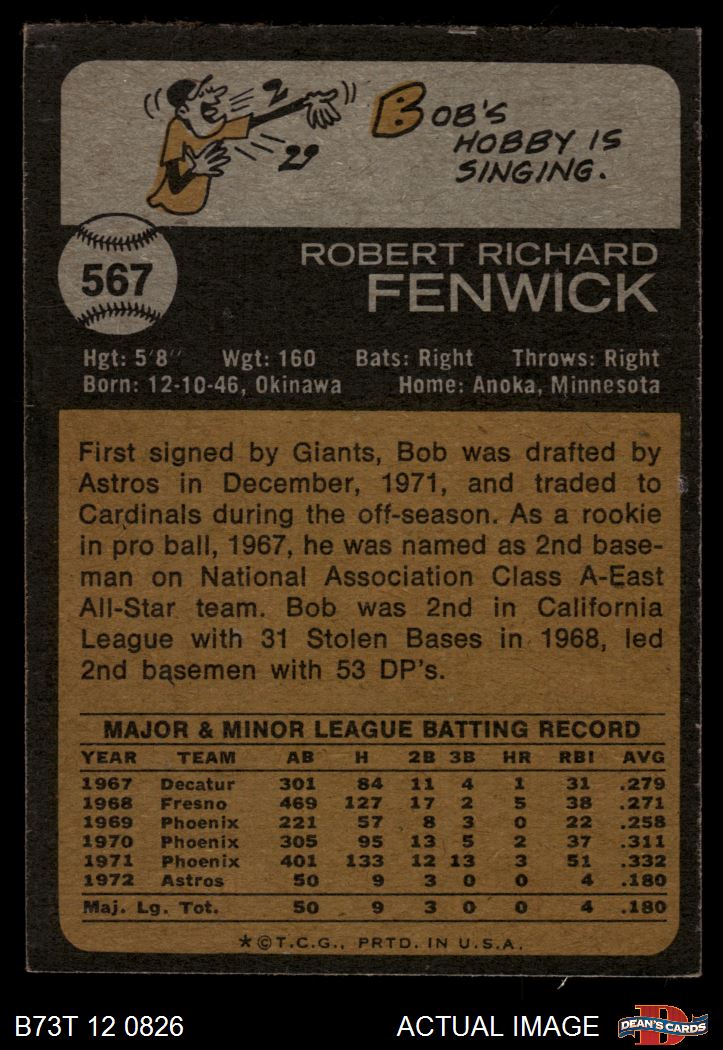 BOB'S
HOBBY IS
SINGING.
2
29
567
ROBERT RICHARD
FENWICK
Hgt: 5'8'' Wgt: 160 Bats: Right Throws: Right
Born: 12-10-46, Okinawa Home: Anoka, Minnesota
First signed by Giants, Bob was drafted by
Astros in December, 1971, and traded to
Cardinals during the off-season. As a rookie
in pro ball, 1967, he was named as 2nd base-
man on National Association Class A-East
All-Star team. Bob was 2nd in California
League with 31 Stolen Bases in 1968, led
2nd basemen with 53 DP's.
MAJOR & MINOR LEAGUE BATTING RECORD
YEAR TEAM AB H 2B 3B HR RBI AVG
1967 Decatur 301 84 11 4 1 31 .279
1968 Fresno 469 127 17 2 5 38 .271
1969 Phoenix 221 57 8 3 0 22 .258
1970 Phoenix 305 95 13 5 2 37 .311
1971 Phoenix 401 133 12 13 3 51 .332
1972 Astros 50 9 3 0 0 4 .180
Maj. Lg. Tot. 50 9 3 0 0 4 .180
*©T.C.G., PRTD. IN U.S.A.
B73T 12 0826 ACTUAL IMAGE DEAN'S CARDS